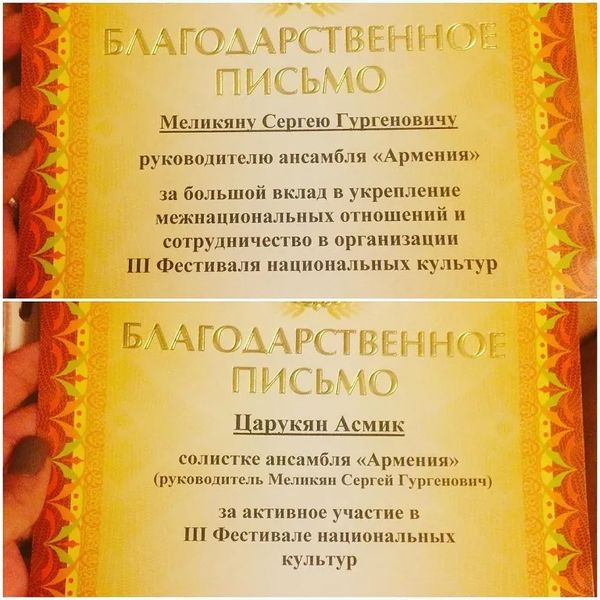 БЛАГОДАРСТВЕННОЕ
ПИСЬМО
Меликяну Сергею Гургеновичу
руководителю ансамбля «Армения»
за большой вклад в укрепление
межнациональных отношений и
сотрудничество в организации
III Фестиваля национальных культур
БЛАГОДАРСТВЕННОЕ
ПИСЬМО
Царукян Асмик
солистке ансамбля «Армения»
(руководитель Меликян Сергей Гургенович)
за активное участие в
III Фестивале национальных
культур